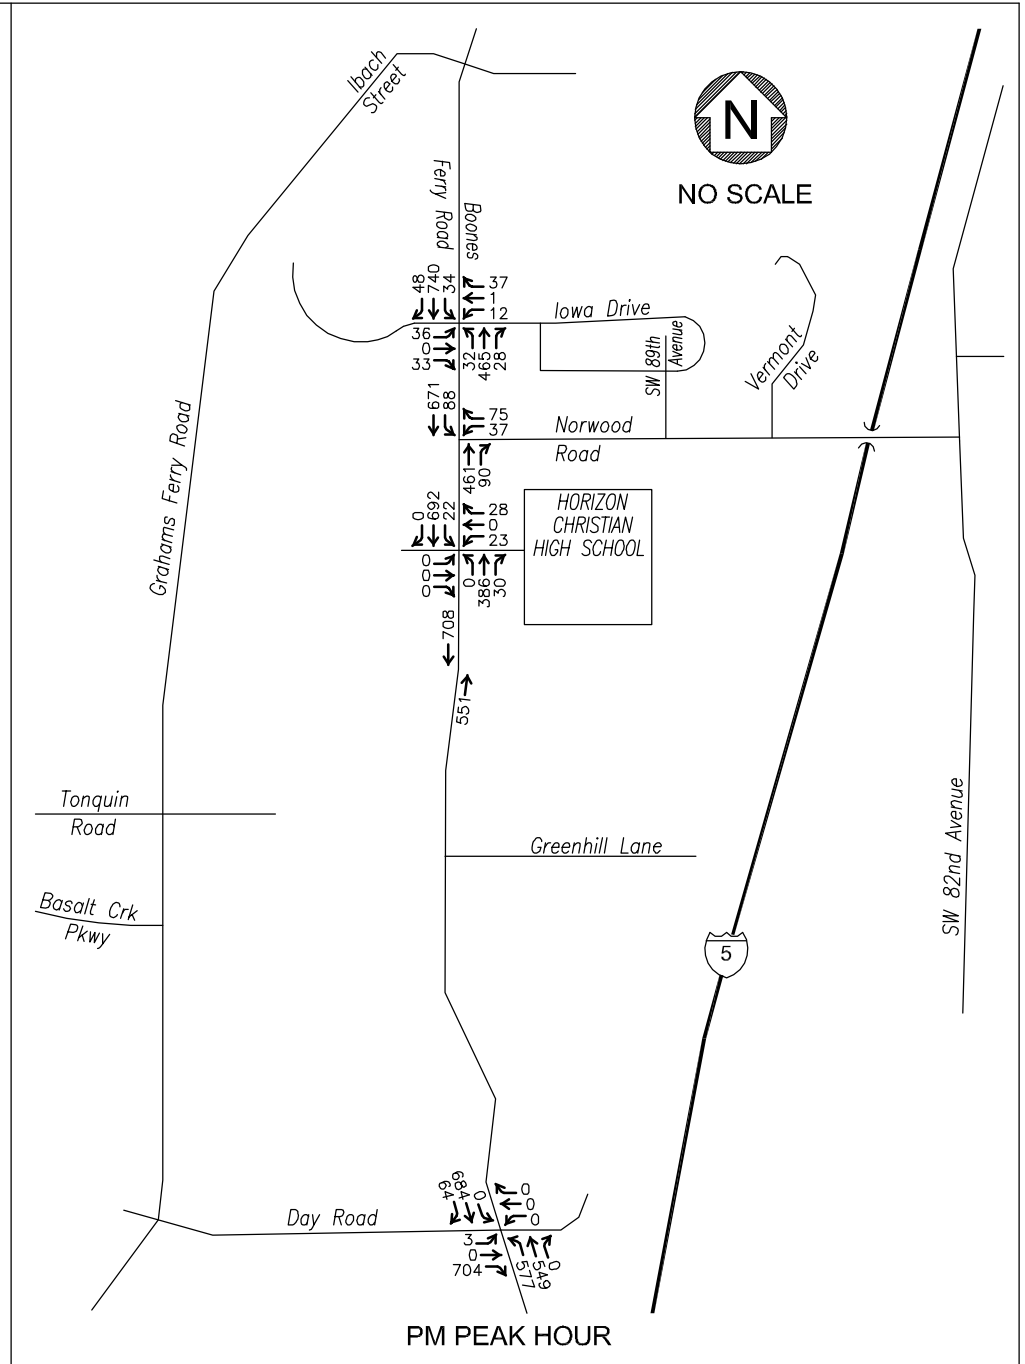 Ibach
Street
N
NO SCALE
Ferry Road
Boones
48
740
34
37
1
12
Iowa Drive
36
0
33
32
465
28
SW 89th
Avenue
Vermont
Drive
671
88
75
37
Norwood
Road
461
90
Grahams Ferry Road
0
692
22
28
0
23
HORIZON
CHRISTIAN
HIGH SCHOOL
0
0
0
0
386
30
708
551
Tonquin
Road
Greenhill Lane
SW 82nd Avenue
Basalt Crk
Pkwy
5
64
684
0
0
0
0
Day Road
3
0
704
577
549
0
PM PEAK HOUR